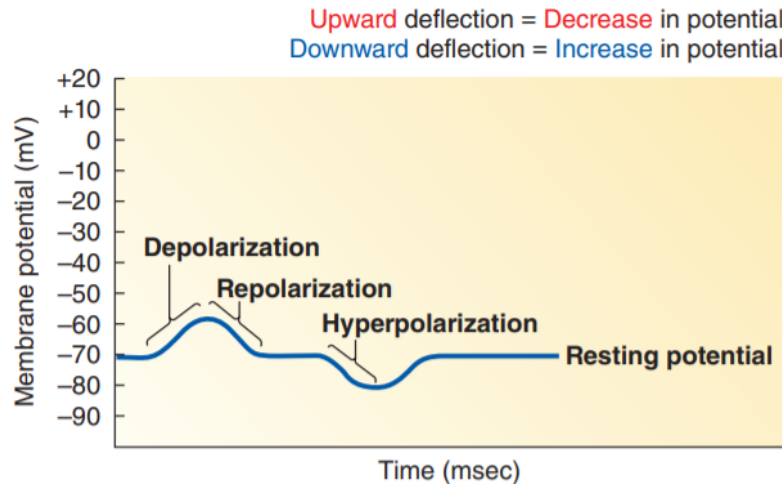 Upward deflection = Decrease in potential
Downward deflection = Increase in potential
Membrane potential (mV)
+20
+10
0
–10
–20
–30
–40
–50
–60
–70
–80
–90
Depolarization
Repolarization
Hyperpolarization
Resting potential
Time (msec)